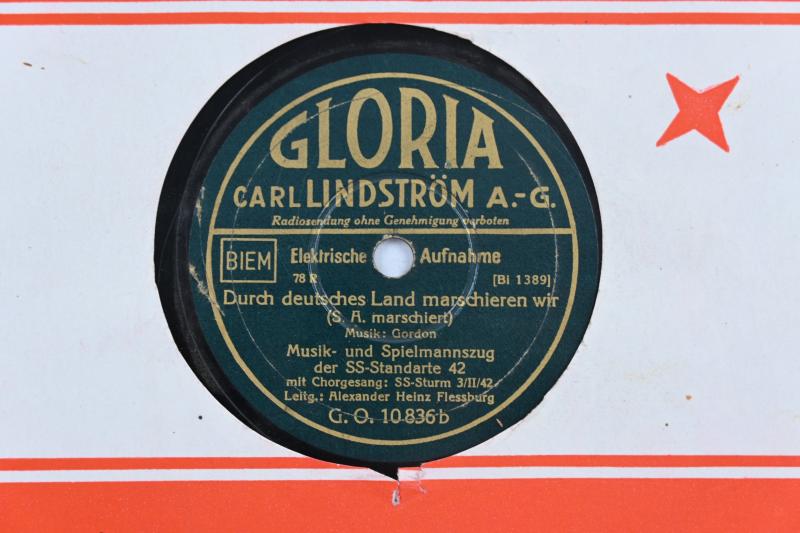 GLORIA
CARL LINDSTRÖM A.-G.
Radiosendung ohne Genehmigung verboten
BIEM Elektrische Aufnahme
78 R [Bi 1389]
Durch deutsches Land marschieren wir
(S. A. marschiert)
Musik: Gordon
Musik- und Spielmannszug
der SS-Standarte 42
mit Chorgesang: SS-Sturm 3/II/42
Leitg.: Alexander Heinz Flessburg
G. O. 10836b